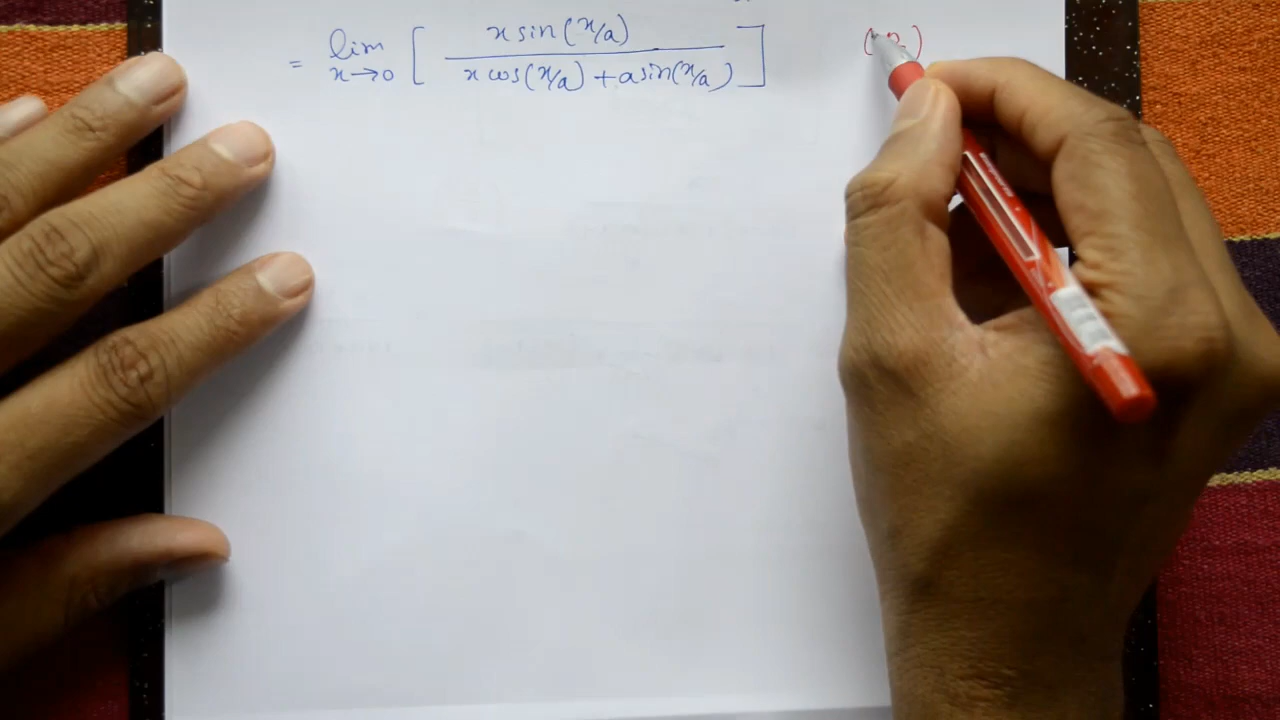 = lim x→0 [ x sin(x/a) / x cos(x/a) + a sin(x/a) ]